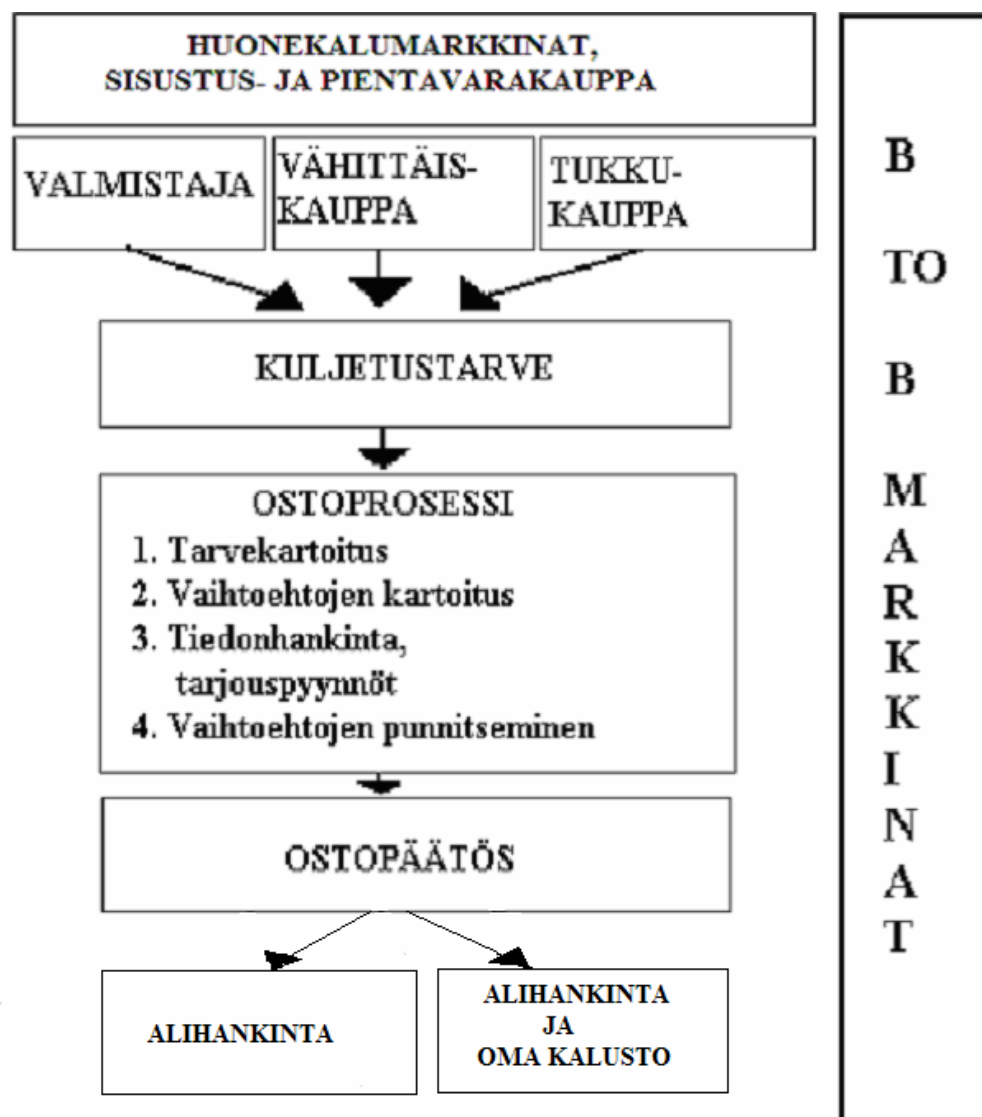 HUONEKALUMARKKINAT,
SISUSTUS- JA PIENTAVARAKAUPPA
VALMISTAJA
VÄHITTÄIS-
KAUPPA
TUKKU-
KAUPPA
KULJETUSTARVE
OSTOPROSESSI
1. Tarvekartoitus
2. Vaihtoehtojen kartoitus
3. Tiedonhankinta,
tarjouspyynnöt
4. Vaihtoehtojen punnitseminen
OSTOPÄÄTÖS
ALIHANKINTA
ALIHANKINTA
JA
OMA KALUSTO
B
TO
B
M
A
R
K
K
I
N
A
T